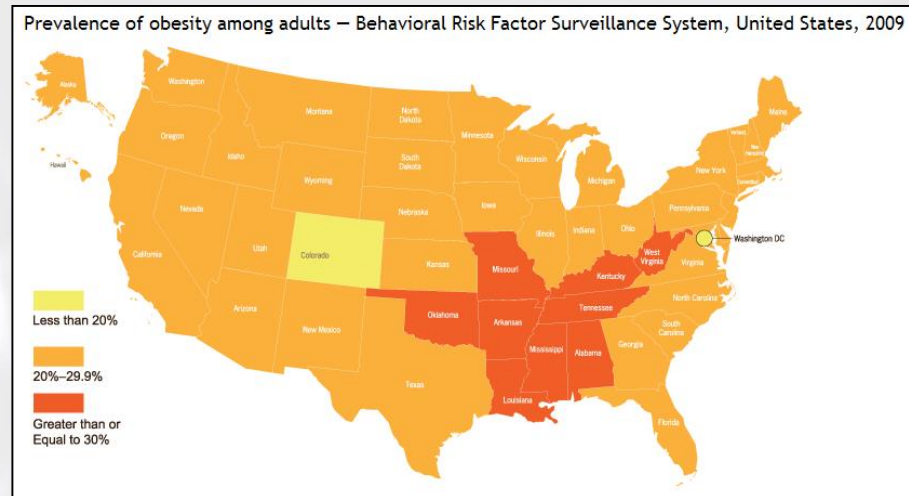 Prevalence of obesity among adults — Behavioral Risk Factor Surveillance System, United States, 2009
Alaska
Hawaii
Washington
Oregon
California
Nevada
Idaho
Montana
Wyoming
Utah
Colorado
Arizona
New Mexico
North
Dakota
South
Dakota
Nebraska
Kansas
Oklahoma
Texas
Minnesota
Iowa
Missouri
Arkansas
Louisiana
Wisconsin
Illinois
Michigan
Indiana
Ohio
Kentucky
Tennessee
Mississippi
Alabama
Georgia
Florida
South
Carolina
North Carolina
Virginia
West
Virginia
Washington DC
Pennsylvania
New York
Maine
Less than 20%
20%–29.9%
Greater than or
Equal to 30%